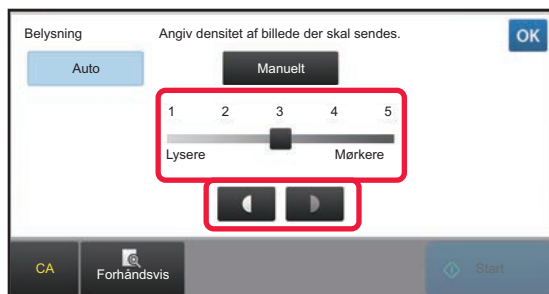 Belysning
Angiv densitet af billede der skal sendes.
OK
Auto
Manuelt
1 2 3 4 5
Lysere
Mørkere
CA
Forhåndsvis
Start